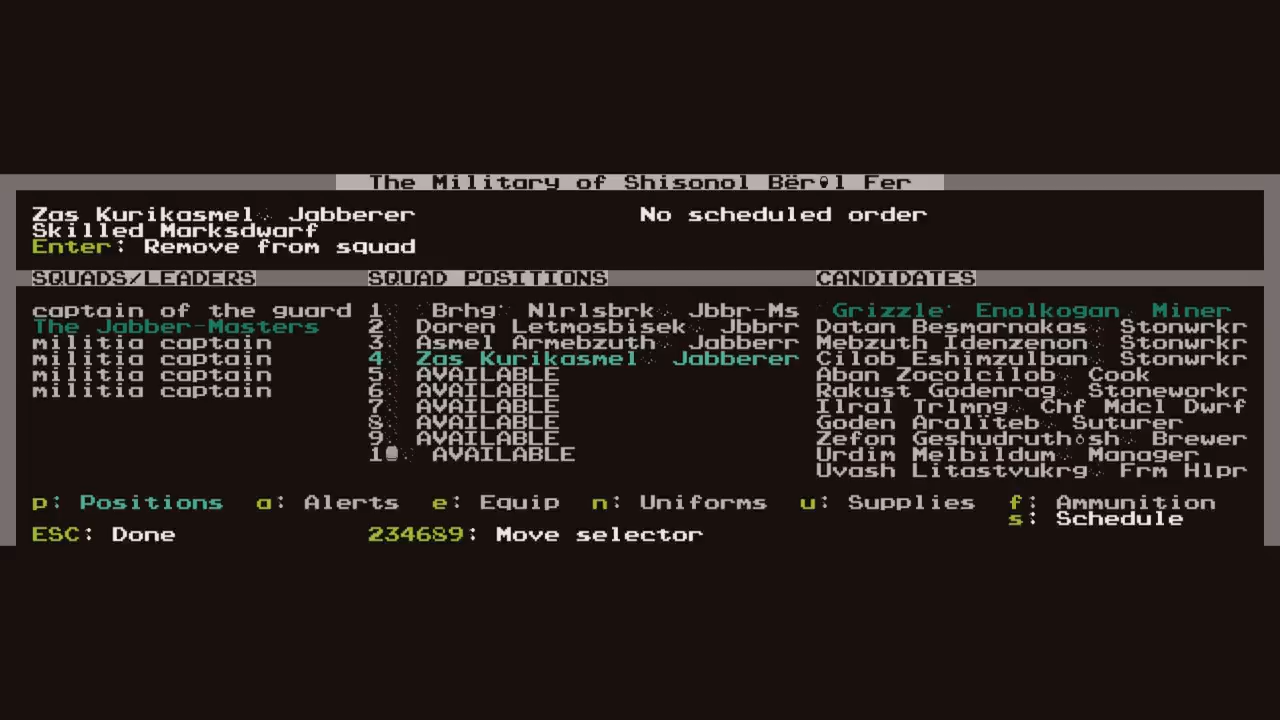 The Military of Shisonol Bër l Fer
Zas Kurikasmel Jabberer No scheduled order
Skilled Marksdwarf
Enter: Remove from squad
SQUADS/LEADERS SQUAD POSITIONS CANDIDATES
captain of the guard 1 Brhg Nlrlsbrk Jbbr-Ms Grizzle Enolkogan Miner
The Jabber-Masters 2 Doren Letmosbisek Jbbrr Datan Besmarnakas Stonwrkr
militia captain 3 Asmel Armebzuth Jabberr Mebzuth Idenzenon Stonwrkr
militia captain 4 Zas Kurikasmel Jabberer Cilob Eshimzulban Stonwrkr
militia captain 5 AVAILABLE Aban Zocolcilob Cook
militia captain 6 AVAILABLE Rakust Godenrag Stoneworkr
7 AVAILABLE Ilral Trlmng Chf Mdcl Dwrf
8 AVAILABLE Goden Aralïteb Suturer
9 AVAILABLE Zefon Geshudruth sh Brewer
10 AVAILABLE Urdim Melbildum Manager
Uvash Litastvukrg Frm Hlpr
p: Positions a: Alerts e: Equip n: Uniforms u: Supplies f: Ammunition
s: Schedule
ESC: Done 234689: Move selector